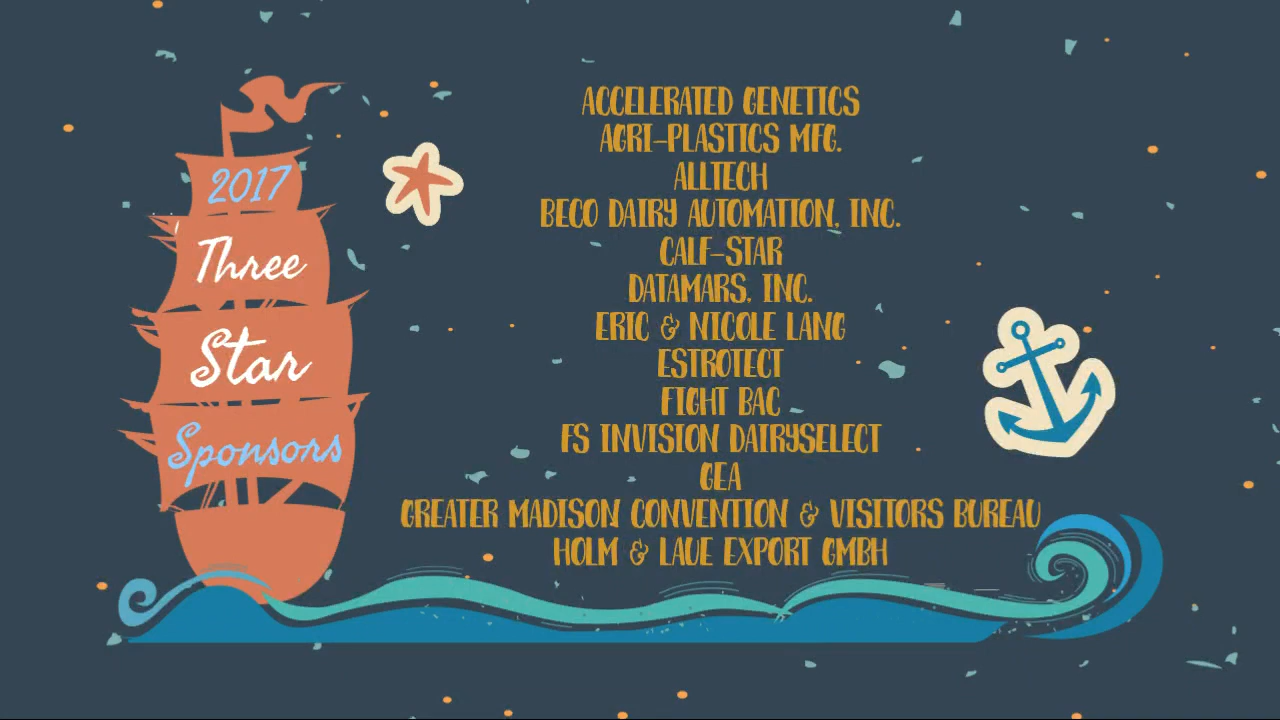 2017
Three
Star
Sponsors
ACCELERATED GENETICS
AGRI-PLASTICS MFG.
ALLTECH
BECO DAIRY AUTOMATION, INC.
CALF-STAR
DATAMARS, INC.
ERIC & NICOLE LANG
ESTROTECT
FIGHT BAC
FS INVISION DAIRYSELECT
GEA
GREATER MADISON CONVENTION & VISITORS BUREAU
HOLM & LAUE EXPORT GMBH